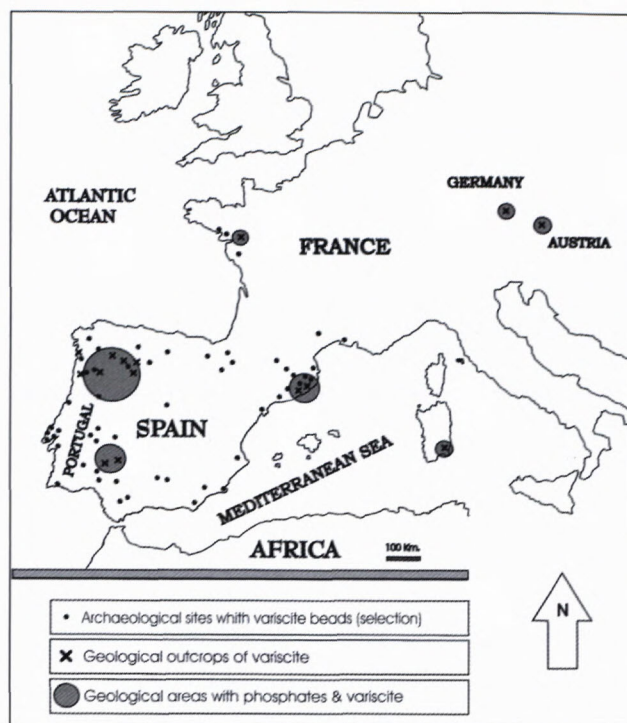 ATLANTIC
OCEAN
GERMANY
AUSTRIA
FRANCE
PORTUGAL
SPAIN
MEDITERRANEAN SEA
AFRICA
100 Km.
N
Archaeological sites whith variscite beads (selection)
Geological outcrops of variscite
Geological areas with phosphates & variscite